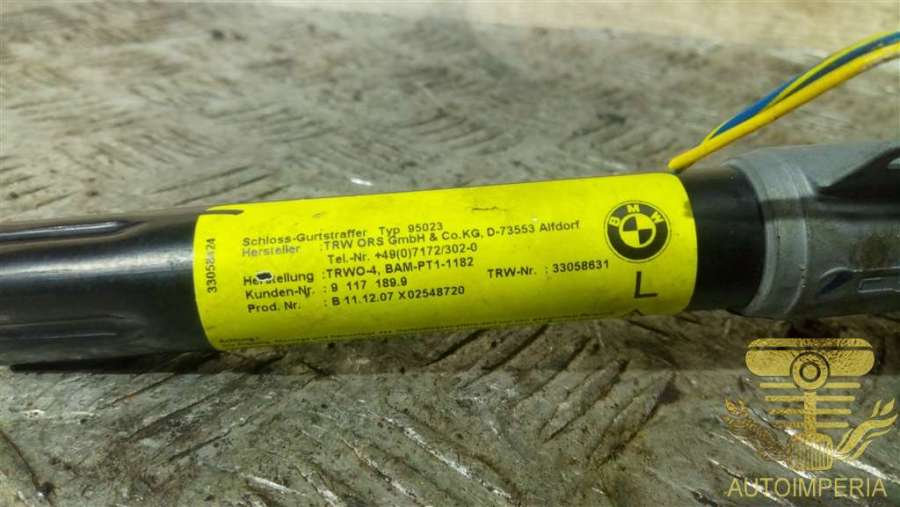 33058424
Schloss-Gurtstraffer Typ 95023
Hersteller : TRW ORS GmbH & Co.KG, D-73553 Alfdorf
Tel.-Nr. +49(0)7172/302-0
Herstellung : TRWO-4, BAM-PT1-1182
Kunden-Nr. : 9 117 189.9 TRW-Nr. : 33058631
Prod. Nr. : B 11.12.07 X02548720
BMW
L
AUTOIMPERIA